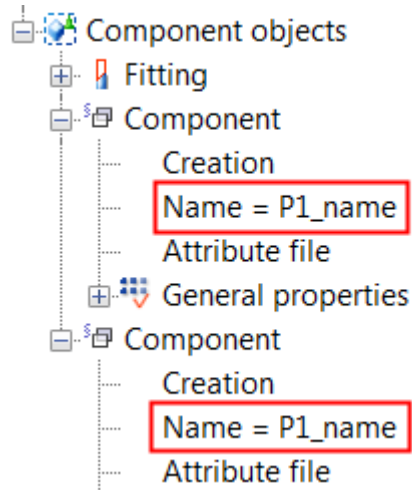 Component objects
Fitting
Component
Creation
Name = P1_name
Attribute file
General properties
Component
Creation
Name = P1_name
Attribute file